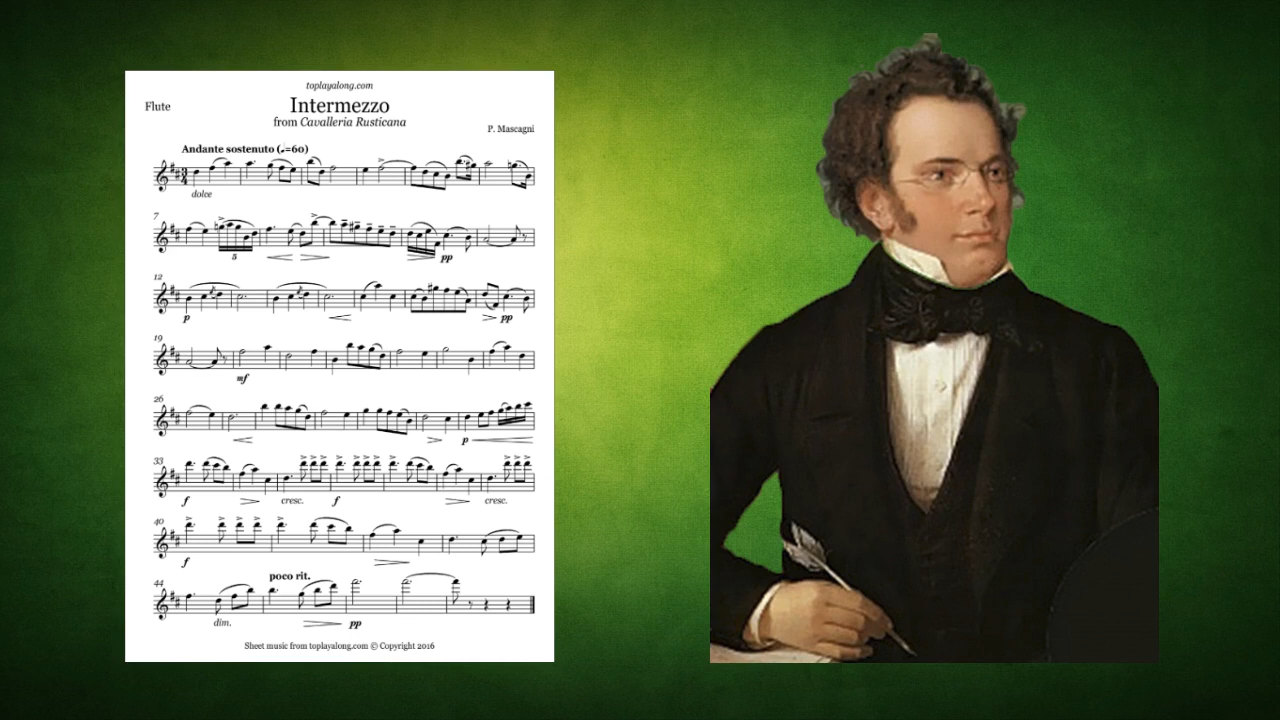 toplayalong.com
Flute
Intermezzo
from Cavalleria Rusticana
P. Mascagni
Andante sostenuto (♩=60)
dolce
7
5
pp
12
p
pp
19
mf
26
p
33
f
cresc.
f
cresc.
40
f
44
poco rit.
dim.
pp
Sheet music from toplayalong.com © Copyright 2016